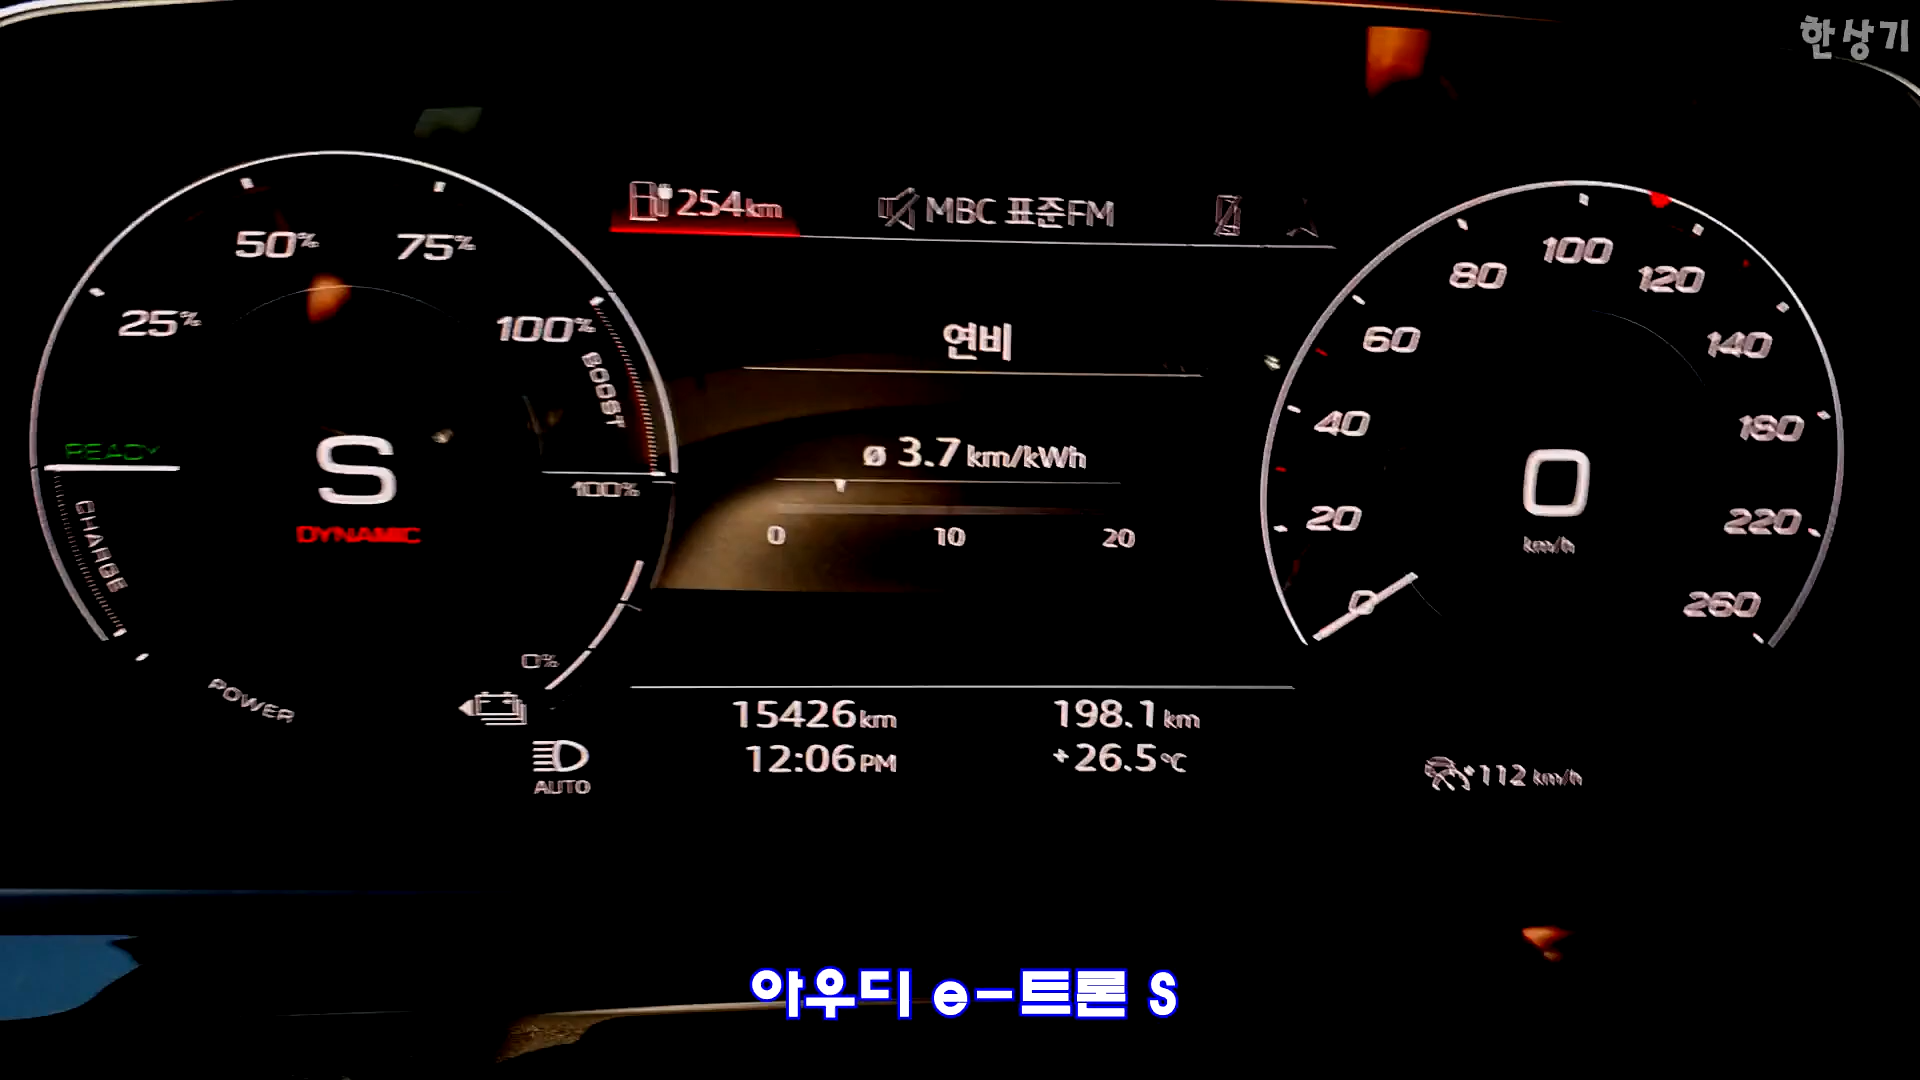 한상기
254km
MBC 표준FM
50%
75%
25%
100%
BOOST
READY
S
DYNAMIC
100%
CHARGE
0%
POWER
AUTO
연비
ø 3.7 km/kWh
0 10 20
15426km
198.1km
12:06PM
+26.5°C
0
20
40
60
80
100
120
140
180
220
260
0
km/h
112 km/h
아우디 e-트론 S